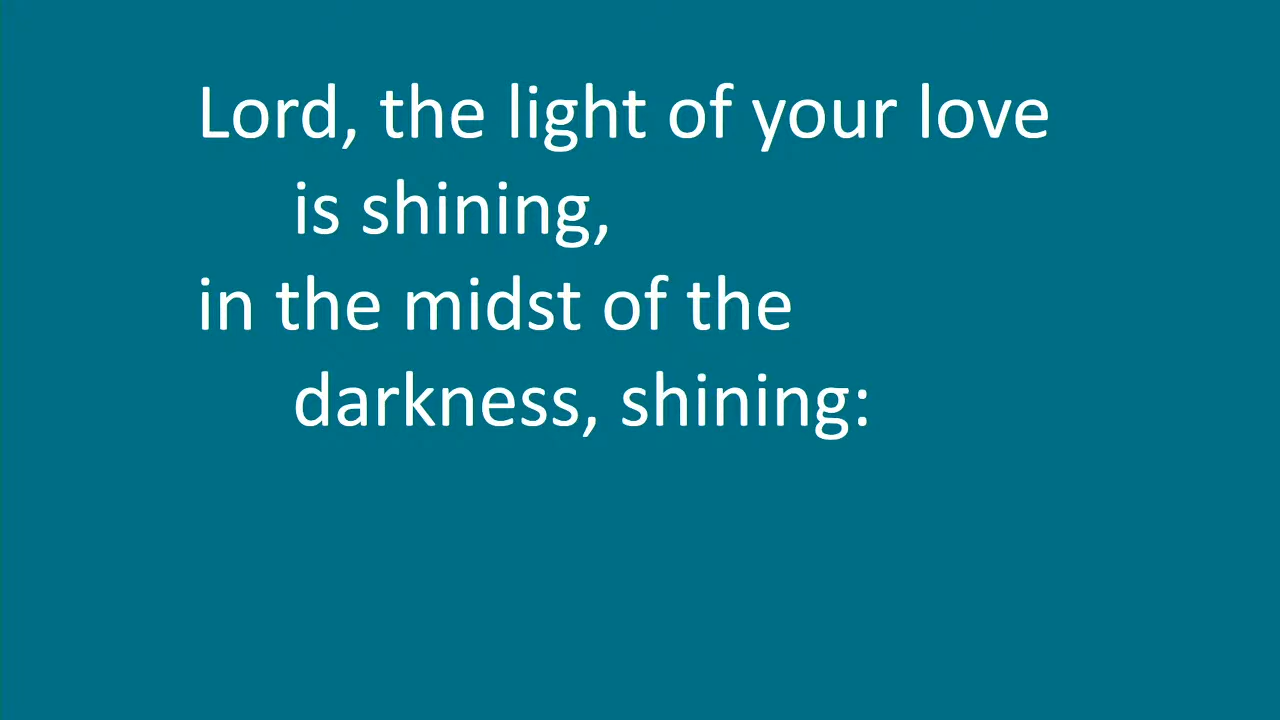 Lord, the light of your love
is shining,
in the midst of the
darkness, shining: